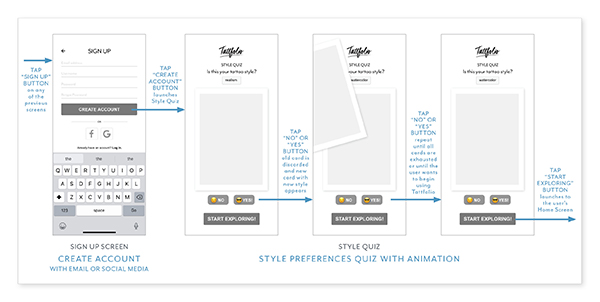 TAP
"SIGN UP"
BUTTON
on any of
the
previous
screens
SIGN UP
CREATE ACCOUNT
or
f
G
Already have an account? Log In
the
the
the
Q W E R T Y U I O P
A S D F G H J K L
Z X C V B N M
123
space
Go
TAP
"CREATE
ACCOUNT"
BUTTON
launches
Style Quiz
Tattfolio
STYLE QUIZ
Is this your tattoo style?
realism
NO
YES!
START EXPLORING!
TAP
"NO" OR
"YES"
BUTTON
old card is
discarded
and new
card with
new style
appears
Tattfolio
STYLE QUIZ
Is this your tattoo style?
watercolor
NO
YES!
START EXPLORING!
TAP
"NO" OR
"YES"
BUTTON
repeat
until all
cards are
exhausted
or until the
user wants
to begin
using
Tattfolio
Tattfolio
STYLE QUIZ
Is this your tattoo style?
watercolor
NO
YES!
START EXPLORING!
TAP
"START
EXPLORING"
BUTTON
launches to
the user's
Home Screen
SIGN UP SCREEN
CREATE ACCOUNT
WITH EMAIL OR SOCIAL MEDIA
STYLE QUIZ
STYLE PREFERENCES QUIZ WITH ANIMATION